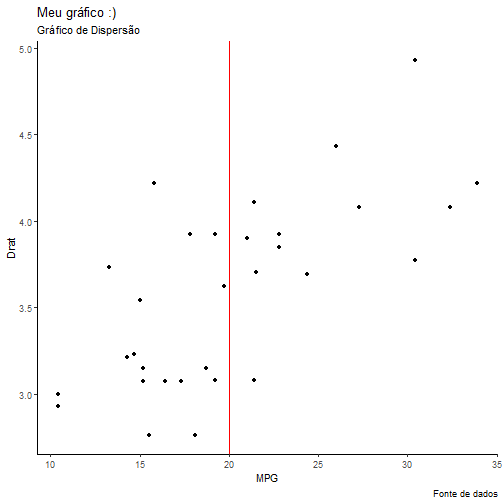 Meu gráfico :)
Gráfico de Dispersão
5.0
4.5
4.0
3.5
3.0
Drat
10 15 20 25 30 35
MPG
Fonte de dados